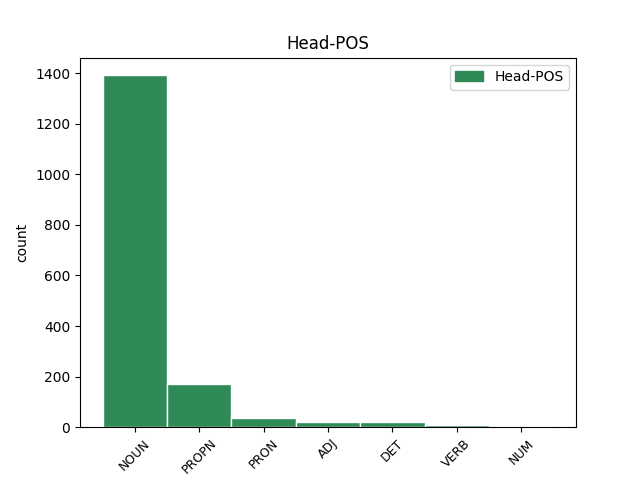 Head-POS
Head-POS
count
1400
1200
1000
800
600
400
200
0
NOUN
PROPN
PRON
ADJ
DET
VERB
NUM